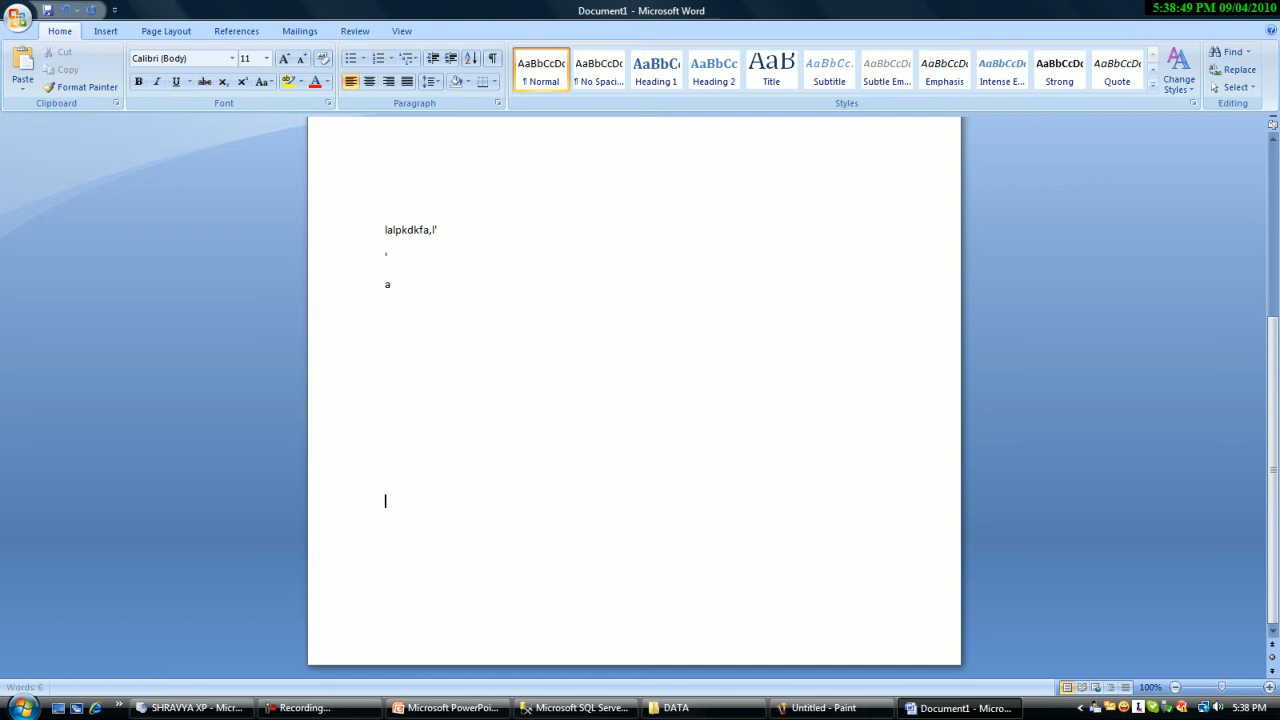 Document1 - Microsoft Word
5:38:49 PM 09/04/2010
Home Insert Page Layout References Mailings Review View
Paste
Cut
Copy
Format Painter
Clipboard
Calibri (Body) 11
Font
Paragraph
AaBbCcDc AaBbCcDc AaBbC AaBbCc AaB AaBbCc. AaBbCcDc AaBbCcDc AaBbCcDc AaBbCcDc AaBbCcDc
¶ Normal ¶ No Spaci... Heading 1 Heading 2 Title Subtitle Subtle Em... Emphasis Intense E... Strong Quote
Styles
Change Styles
Find
Replace
Select
Editing
lalpkdkfa,l'
'
a
Words: 6
100%
SHRAVYA XP - Mic... Recording... Microsoft PowerPoi... Microsoft SQL Serve... DATA Untitled - Paint Document1 - Micro... 5:38 PM